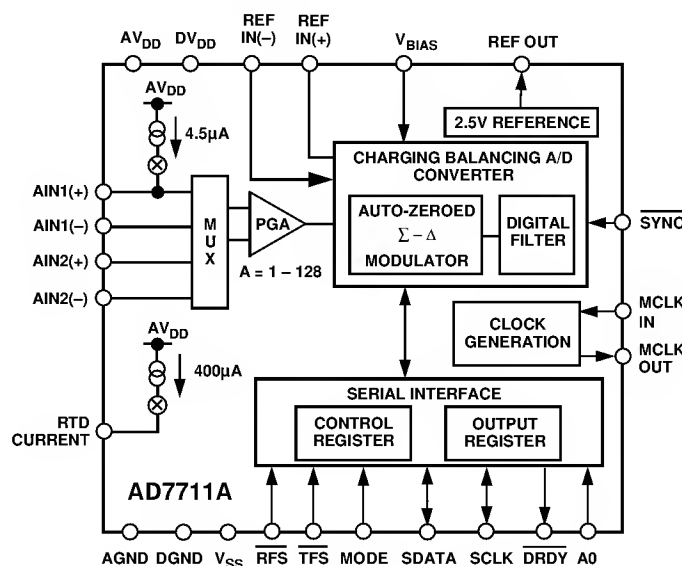 AVDD
DVDD
REF
IN(–)
REF
IN(+)
VBIAS
REF OUT
AVDD
4.5µA
2.5V REFERENCE
CHARGING BALANCING A/D
CONVERTER
AIN1(+)
AIN1(–)
AIN2(+)
AIN2(–)
MUX
PGA
A = 1 – 128
AUTO-ZEROED
Σ – Δ
MODULATOR
DIGITAL
FILTER
SYNC
CLOCK
GENERATION
MCLK
IN
MCLK
OUT
AVDD
400µA
RTD
CURRENT
SERIAL INTERFACE
CONTROL
REGISTER
OUTPUT
REGISTER
AD7711A
AGND
DGND
VSS
RFS
TFS
MODE
SDATA
SCLK
DRDY
A0